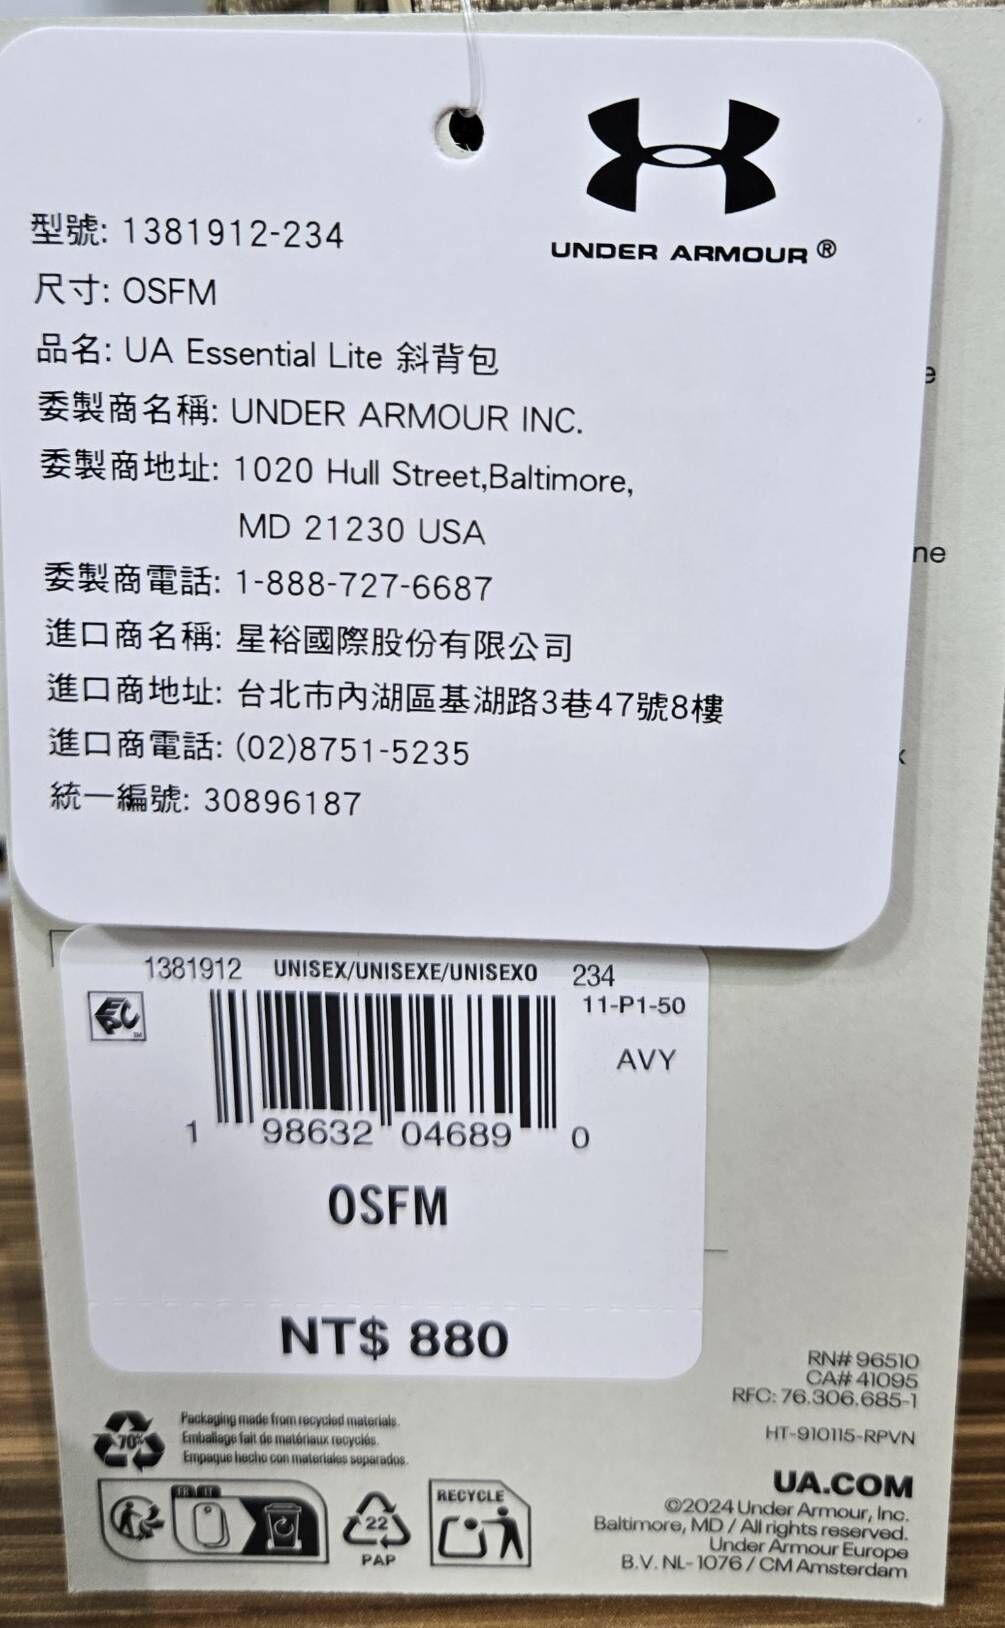 UNDER ARMOUR ®
型號: 1381912-234
尺寸: OSFM
品名: UA Essential Lite 斜背包
委製商名稱: UNDER ARMOUR INC.
委製商地址: 1020 Hull Street,Baltimore,
MD 21230 USA
委製商電話: 1-888-727-6687
進口商名稱: 星裕國際股份有限公司
進口商地址: 台北市內湖區基湖路3巷47號8樓
進口商電話: (02)8751-5235
統一編號: 30896187
1381912 UNISEX/UNISEXE/UNISEXO 234
11-P1-50
AVY
1 98632 04689 0
OSFM
NT$ 880
RN# 96510
CA# 41095
RFC: 76.306.685-1
HT-910115-RPVN
70%
Packaging made from recycled materials.
Emballage fait de matériaux recyclés.
Empaque hecho con materiales separados.
FR IT
22
PAP
RECYCLE
UA.COM
©2024 Under Armour, Inc.
Baltimore, MD / All rights reserved.
Under Armour Europe
B.V. NL-1076 / CM Amsterdam